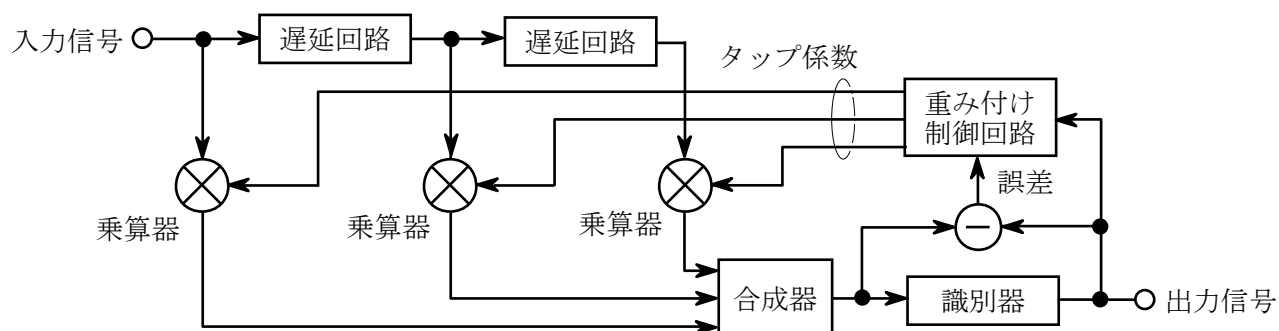 入力信号
遅延回路
遅延回路
タップ係数
重み付け
制御回路
誤差
乗算器
乗算器
乗算器
合成器
識別器
出力信号